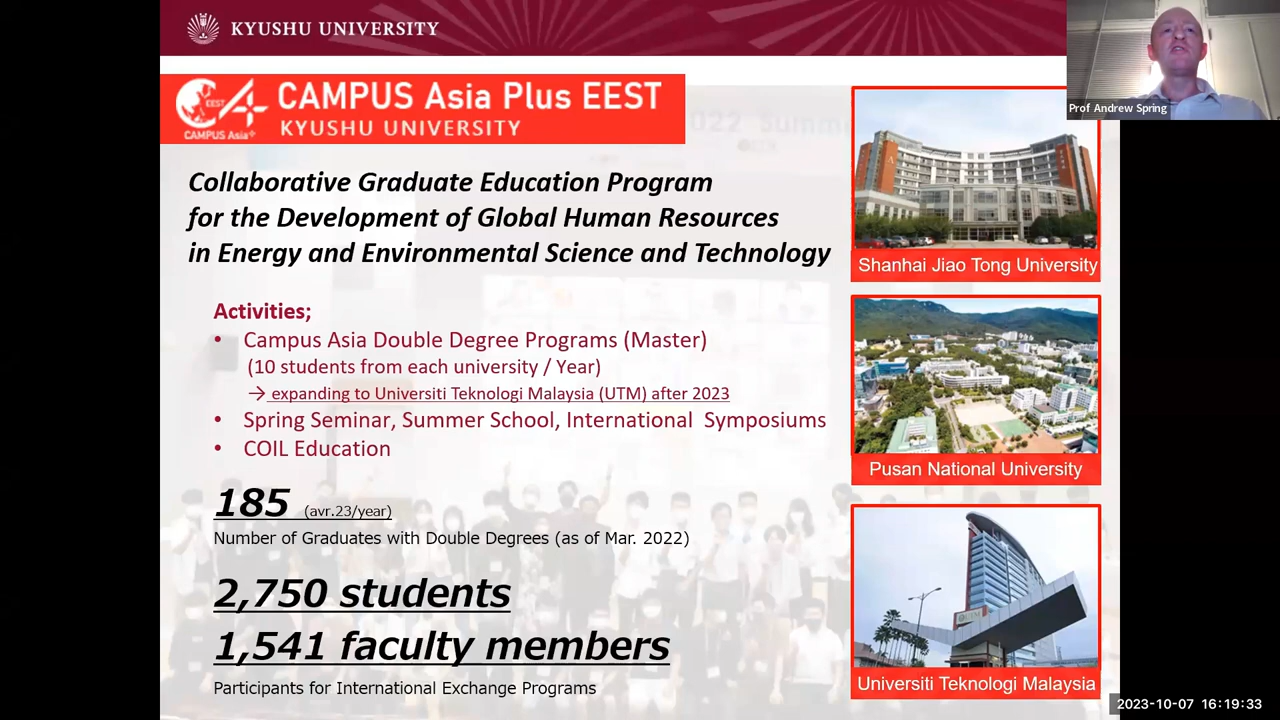 KYUSHU UNIVERSITY
Prof Andrew Spring
EEST
CAMPUS Asia+
CAMPUS Asia Plus EEST
KYUSHU UNIVERSITY
Collaborative Graduate Education Program
for the Development of Global Human Resources
in Energy and Environmental Science and Technology
Activities;
• Campus Asia Double Degree Programs (Master)
(10 students from each university / Year)
→ expanding to Universiti Teknologi Malaysia (UTM) after 2023
• Spring Seminar, Summer School, International Symposiums
• COIL Education
185 (avr.23/year)
Number of Graduates with Double Degrees (as of Mar. 2022)
2,750 students
1,541 faculty members
Participants for International Exchange Programs
Shanhai Jiao Tong University
Pusan National University
Universiti Teknologi Malaysia
2023-10-07 16:19:33